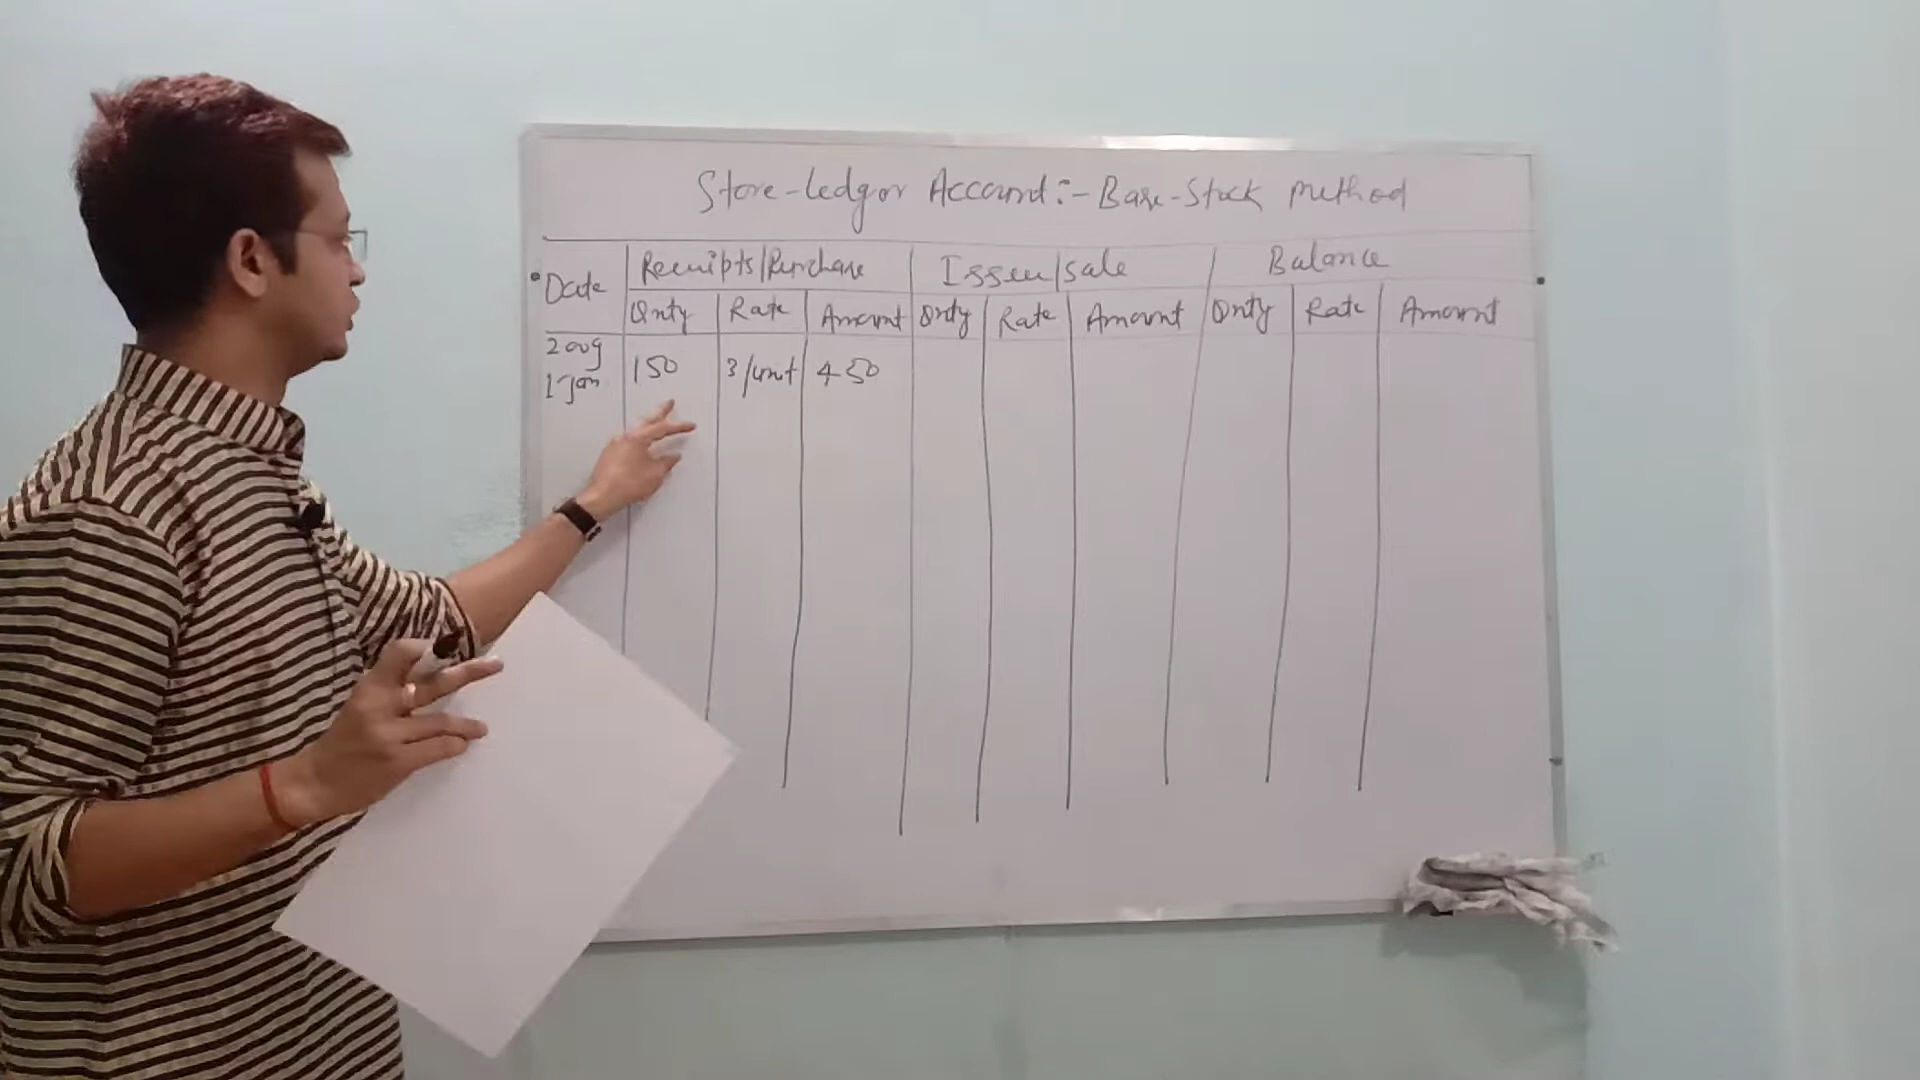 Store-Ledger Account:- Base-Stock Method
Date Receipts/Purchase Issue/sale Balance
Qnty Rate Amount Qnty Rate Amount Qnty Rate Amount
2009
1 Jan 150 3/unit 450